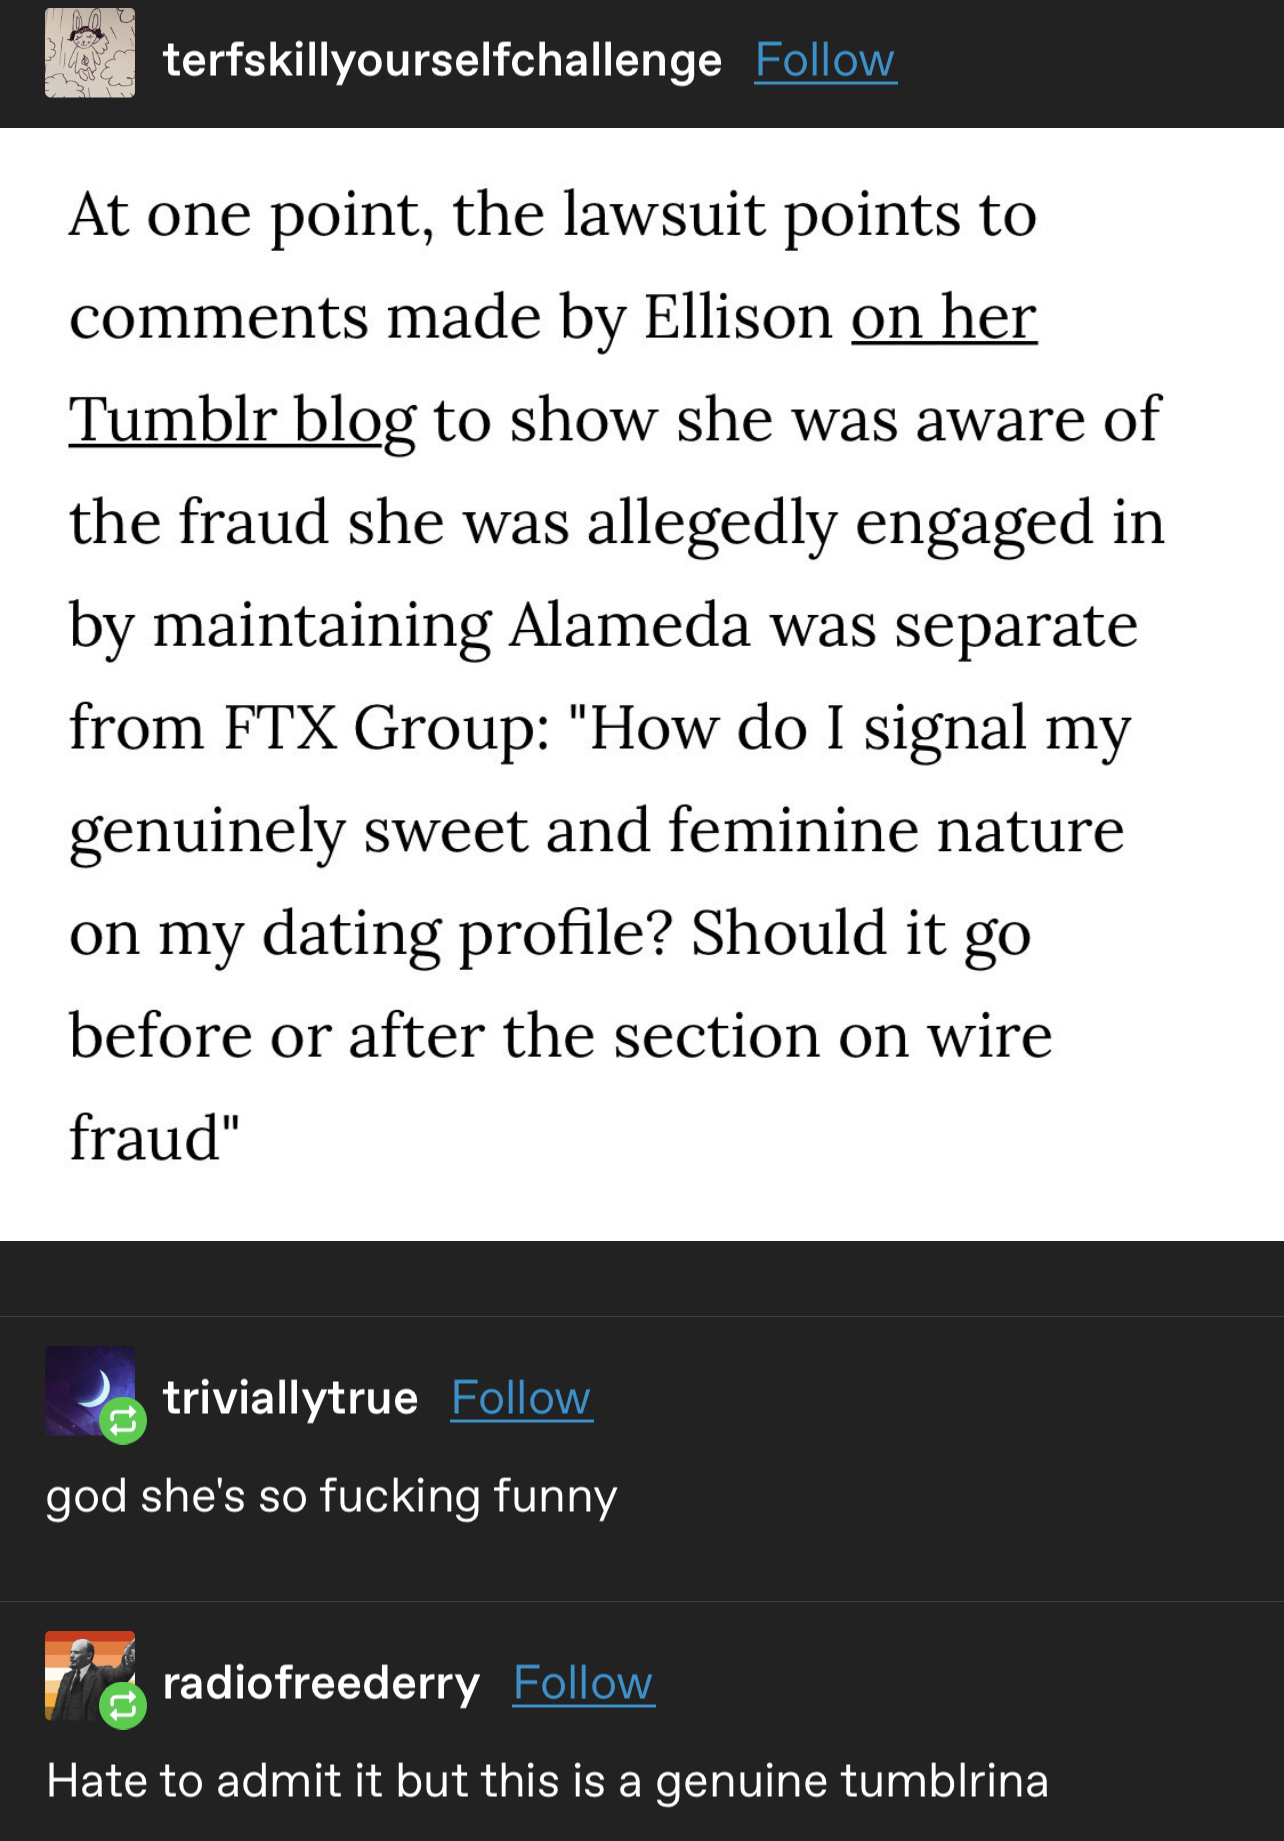 terfskillyourselfchallenge Follow
At one point, the lawsuit points to
comments made by Ellison on her
Tumblr blog to show she was aware of
the fraud she was allegedly engaged in
by maintaining Alameda was separate
from FTX Group: "How do I signal my
genuinely sweet and feminine nature
on my dating profile? Should it go
before or after the section on wire
fraud"
triviallytrue Follow
god she's so fucking funny
radiofreederry Follow
Hate to admit it but this is a genuine tumblrina